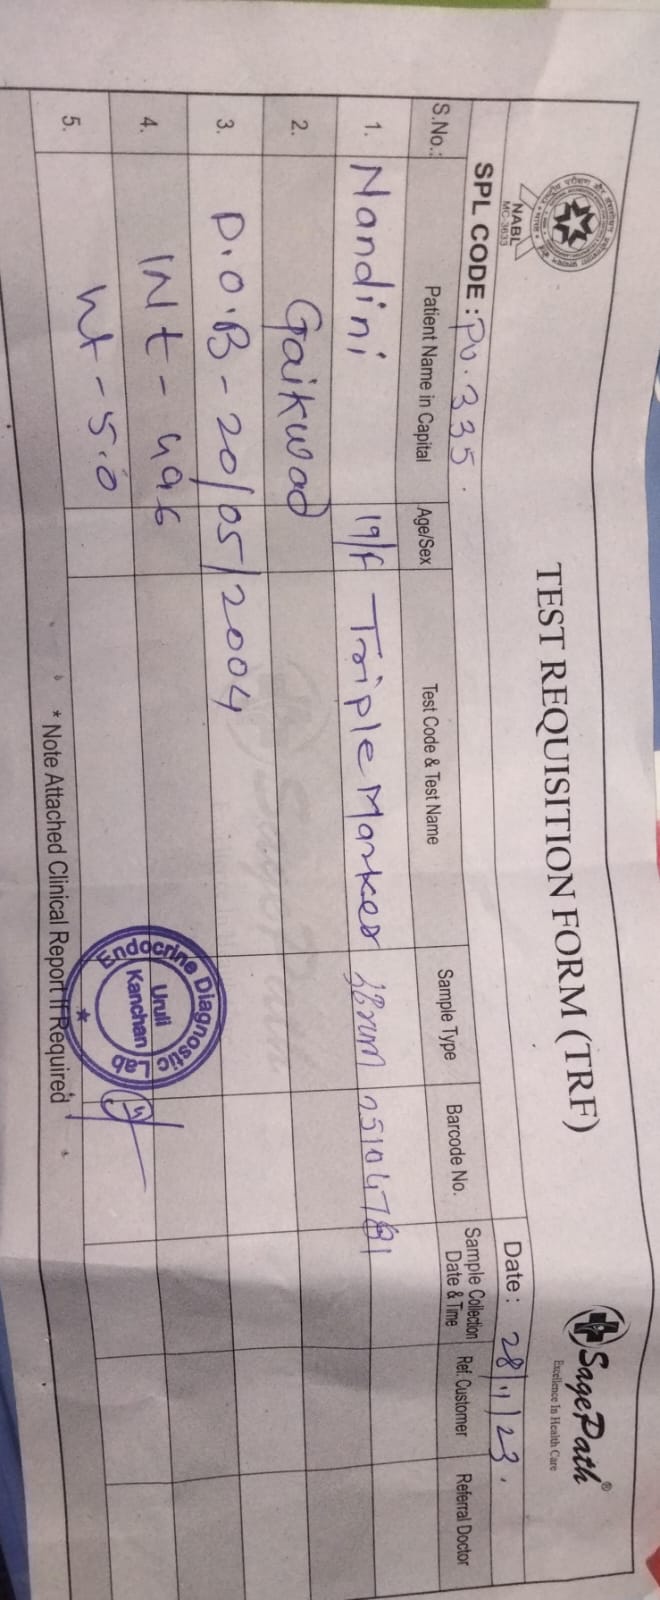 NABL
MC-3633
TEST REQUISITION FORM (TRF)
SagePath®
Excellence In Health Care
SPL CODE : PU.335.
Date : 28/11/23.
S.No.: Patient Name in Capital Age/Sex Test Code & Test Name Sample Type Barcode No. Sample Collection Date & Time Ref. Customer Referral Doctor
1. Nandini 19/F Triple Marker Serum
2. Gaikwad
3. D.O.B - 20/05/2004
4.
5. Wt - 50
Endocrine Diagnostic Lab
Uruli
Kanchan
* Note Attached Clinical Report If Required